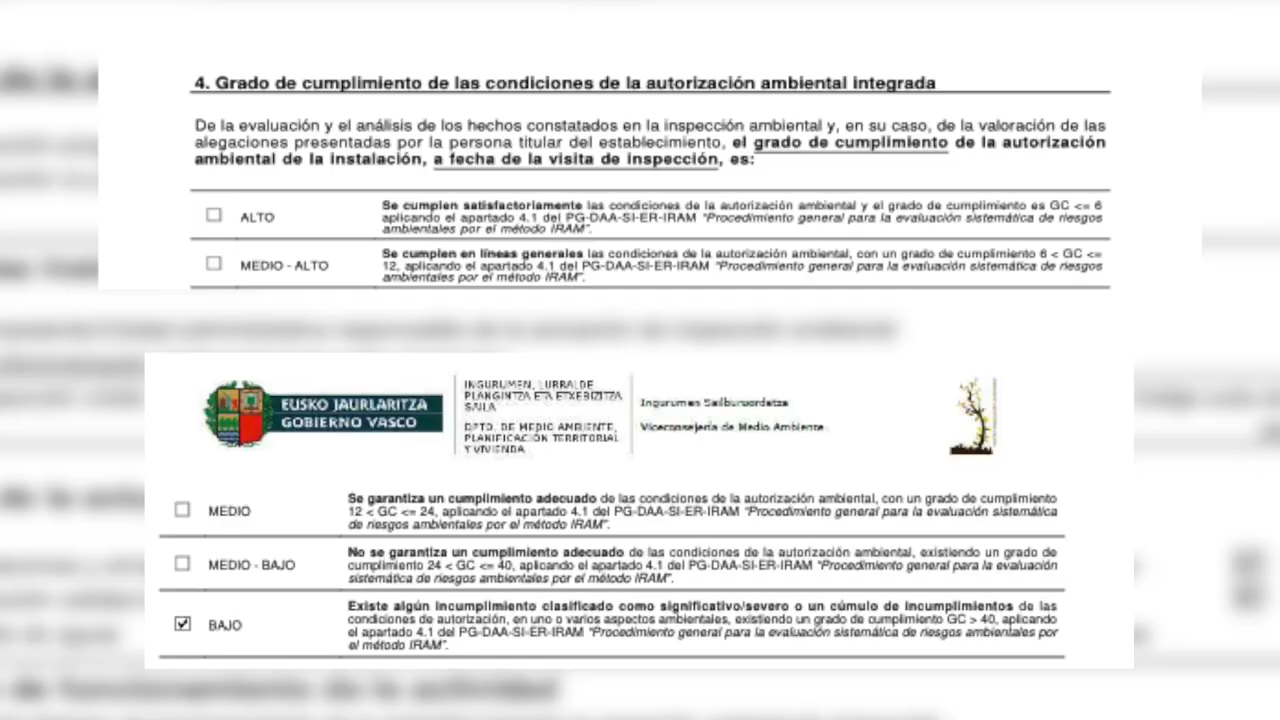 4. Grado de cumplimiento de las condiciones de la autorización ambiental integrada
De la evaluación y el análisis de los hechos constatados en la inspección ambiental y, en su caso, de la valoración de las
alegaciones presentadas por la persona titular del establecimiento, el grado de cumplimiento de la autorización
ambiental de la instalación, a fecha de la visita de inspección, es:
☐ ALTO
Se cumplen satisfactoriamente las condiciones de la autorización ambiental y el grado de cumplimiento es GC <= 6
aplicando el apartado 4.1 del PG-DAA-SI-ER-IRAM "Procedimiento general para la evaluación sistemática de riesgos
ambientales por el método IRAM".
☐ MEDIO - ALTO
Se cumplen en líneas generales las condiciones de la autorización ambiental, con un grado de cumplimiento 6 < GC <=
12, aplicando el apartado 4.1 del PG-DAA-SI-ER-IRAM "Procedimiento general para la evaluación sistemática de riesgos
ambientales por el método IRAM".
EUSKO JAURLARITZA
GOBIERNO VASCO
INGURUMEN, LURRALDE
PLANGINTZA ETA ETXEBIZITZA
SAILA
DPTO. DE MEDIO AMBIENTE,
PLANIFICACIÓN TERRITORIAL
Y VIVIENDA
Ingurumen Sailburuordetza
Viceconsejería de Medio Ambiente
☐ MEDIO
Se garantiza un cumplimiento adecuado de las condiciones de la autorización ambiental, con un grado de cumplimiento
12 < GC <= 24, aplicando el apartado 4.1 del PG-DAA-SI-ER-IRAM "Procedimiento general para la evaluación sistemática
de riesgos ambientales por el método IRAM".
☐ MEDIO - BAJO
No se garantiza un cumplimiento adecuado de las condiciones de la autorización ambiental, existiendo un grado de
cumplimiento 24 < GC <= 40, aplicando el apartado 4.1 del PG-DAA-SI-ER-IRAM "Procedimiento general para la evaluación
sistemática de riesgos ambientales por el método IRAM".
☑ BAJO
Existe algún incumplimiento clasificado como significativo/severo o un cúmulo de incumplimientos de las
condiciones de autorización, en uno o varios aspectos ambientales, existiendo un grado de cumplimiento GC > 40, aplicando
el apartado 4.1 del PG-DAA-SI-ER-IRAM "Procedimiento general para la evaluación sistemática de riesgos ambientales por
el método IRAM".